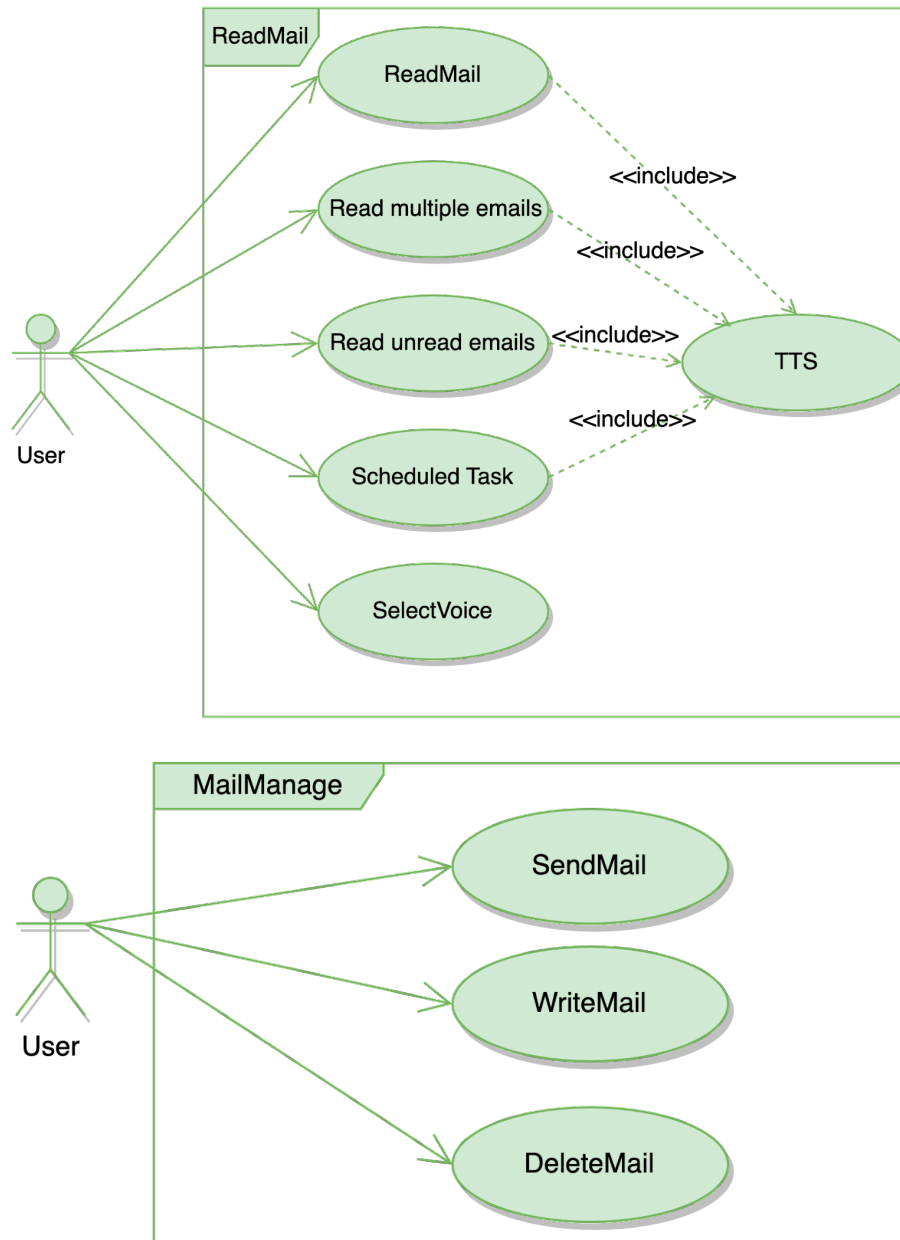 ReadMail
ReadMail
<<include>>
Read multiple emails
<<include>>
Read unread emails
<<include>>
TTS
<<include>>
User
Scheduled Task
SelectVoice
MailManage
SendMail
WriteMail
User
DeleteMail